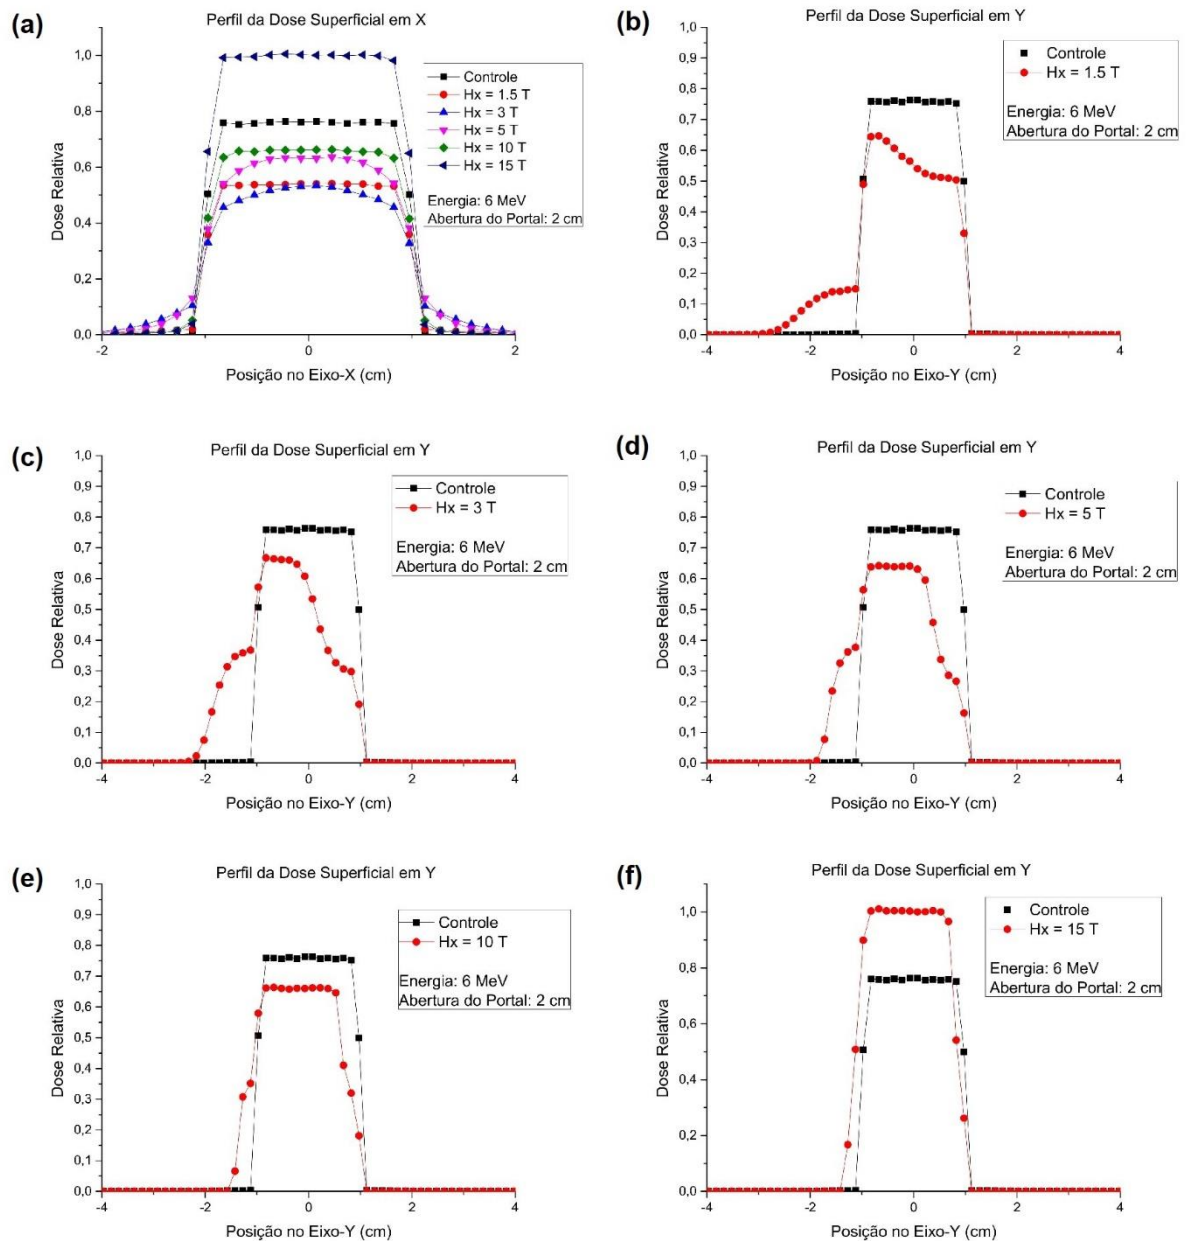 (a)
Perfil da Dose Superficial em X
Dose Relativa
1,0
0,8
0,6
0,4
0,2
0,0
Controle
Hx = 1.5 T
Hx = 3 T
Hx = 5 T
Hx = 10 T
Hx = 15 T
Energia: 6 MeV
Abertura do Portal: 2 cm
-2
0
2
Posição no Eixo-X (cm)
(b)
Perfil da Dose Superficial em Y
Dose Relativa
1,0
0,9
0,8
0,7
0,6
0,5
0,4
0,3
0,2
0,1
0,0
Controle
Hx = 1.5 T
Energia: 6 MeV
Abertura do Portal: 2 cm
-4
-2
0
2
4
Posição no Eixo-Y (cm)
(c)
Perfil da Dose Superficial em Y
Dose Relativa
1,0
0,9
0,8
0,7
0,6
0,5
0,4
0,3
0,2
0,1
0,0
Controle
Hx = 3 T
Energia: 6 MeV
Abertura do Portal: 2 cm
-4
-2
0
2
4
Posição no Eixo-Y (cm)
(d)
Perfil da Dose Superficial em Y
Dose Relativa
1,0
0,9
0,8
0,7
0,6
0,5
0,4
0,3
0,2
0,1
0,0
Controle
Hx = 5 T
Energia: 6 MeV
Abertura do Portal: 2 cm
-4
-2
0
2
4
Posição no Eixo-Y (cm)
(e)
Perfil da Dose Superficial em Y
Dose Relativa
1,0
0,9
0,8
0,7
0,6
0,5
0,4
0,3
0,2
0,1
0,0
Controle
Hx = 10 T
Energia: 6 MeV
Abertura do Portal: 2 cm
-4
-2
0
2
4
Posição no Eixo-Y (cm)
(f)
Perfil da Dose Superficial em Y
Dose Relativa
1,0
0,8
0,6
0,4
0,2
0,0
Controle
Hx = 15 T
Energia: 6 MeV
Abertura do Portal: 2 cm
-4
-2
0
2
4
Posição no Eixo-Y (cm)